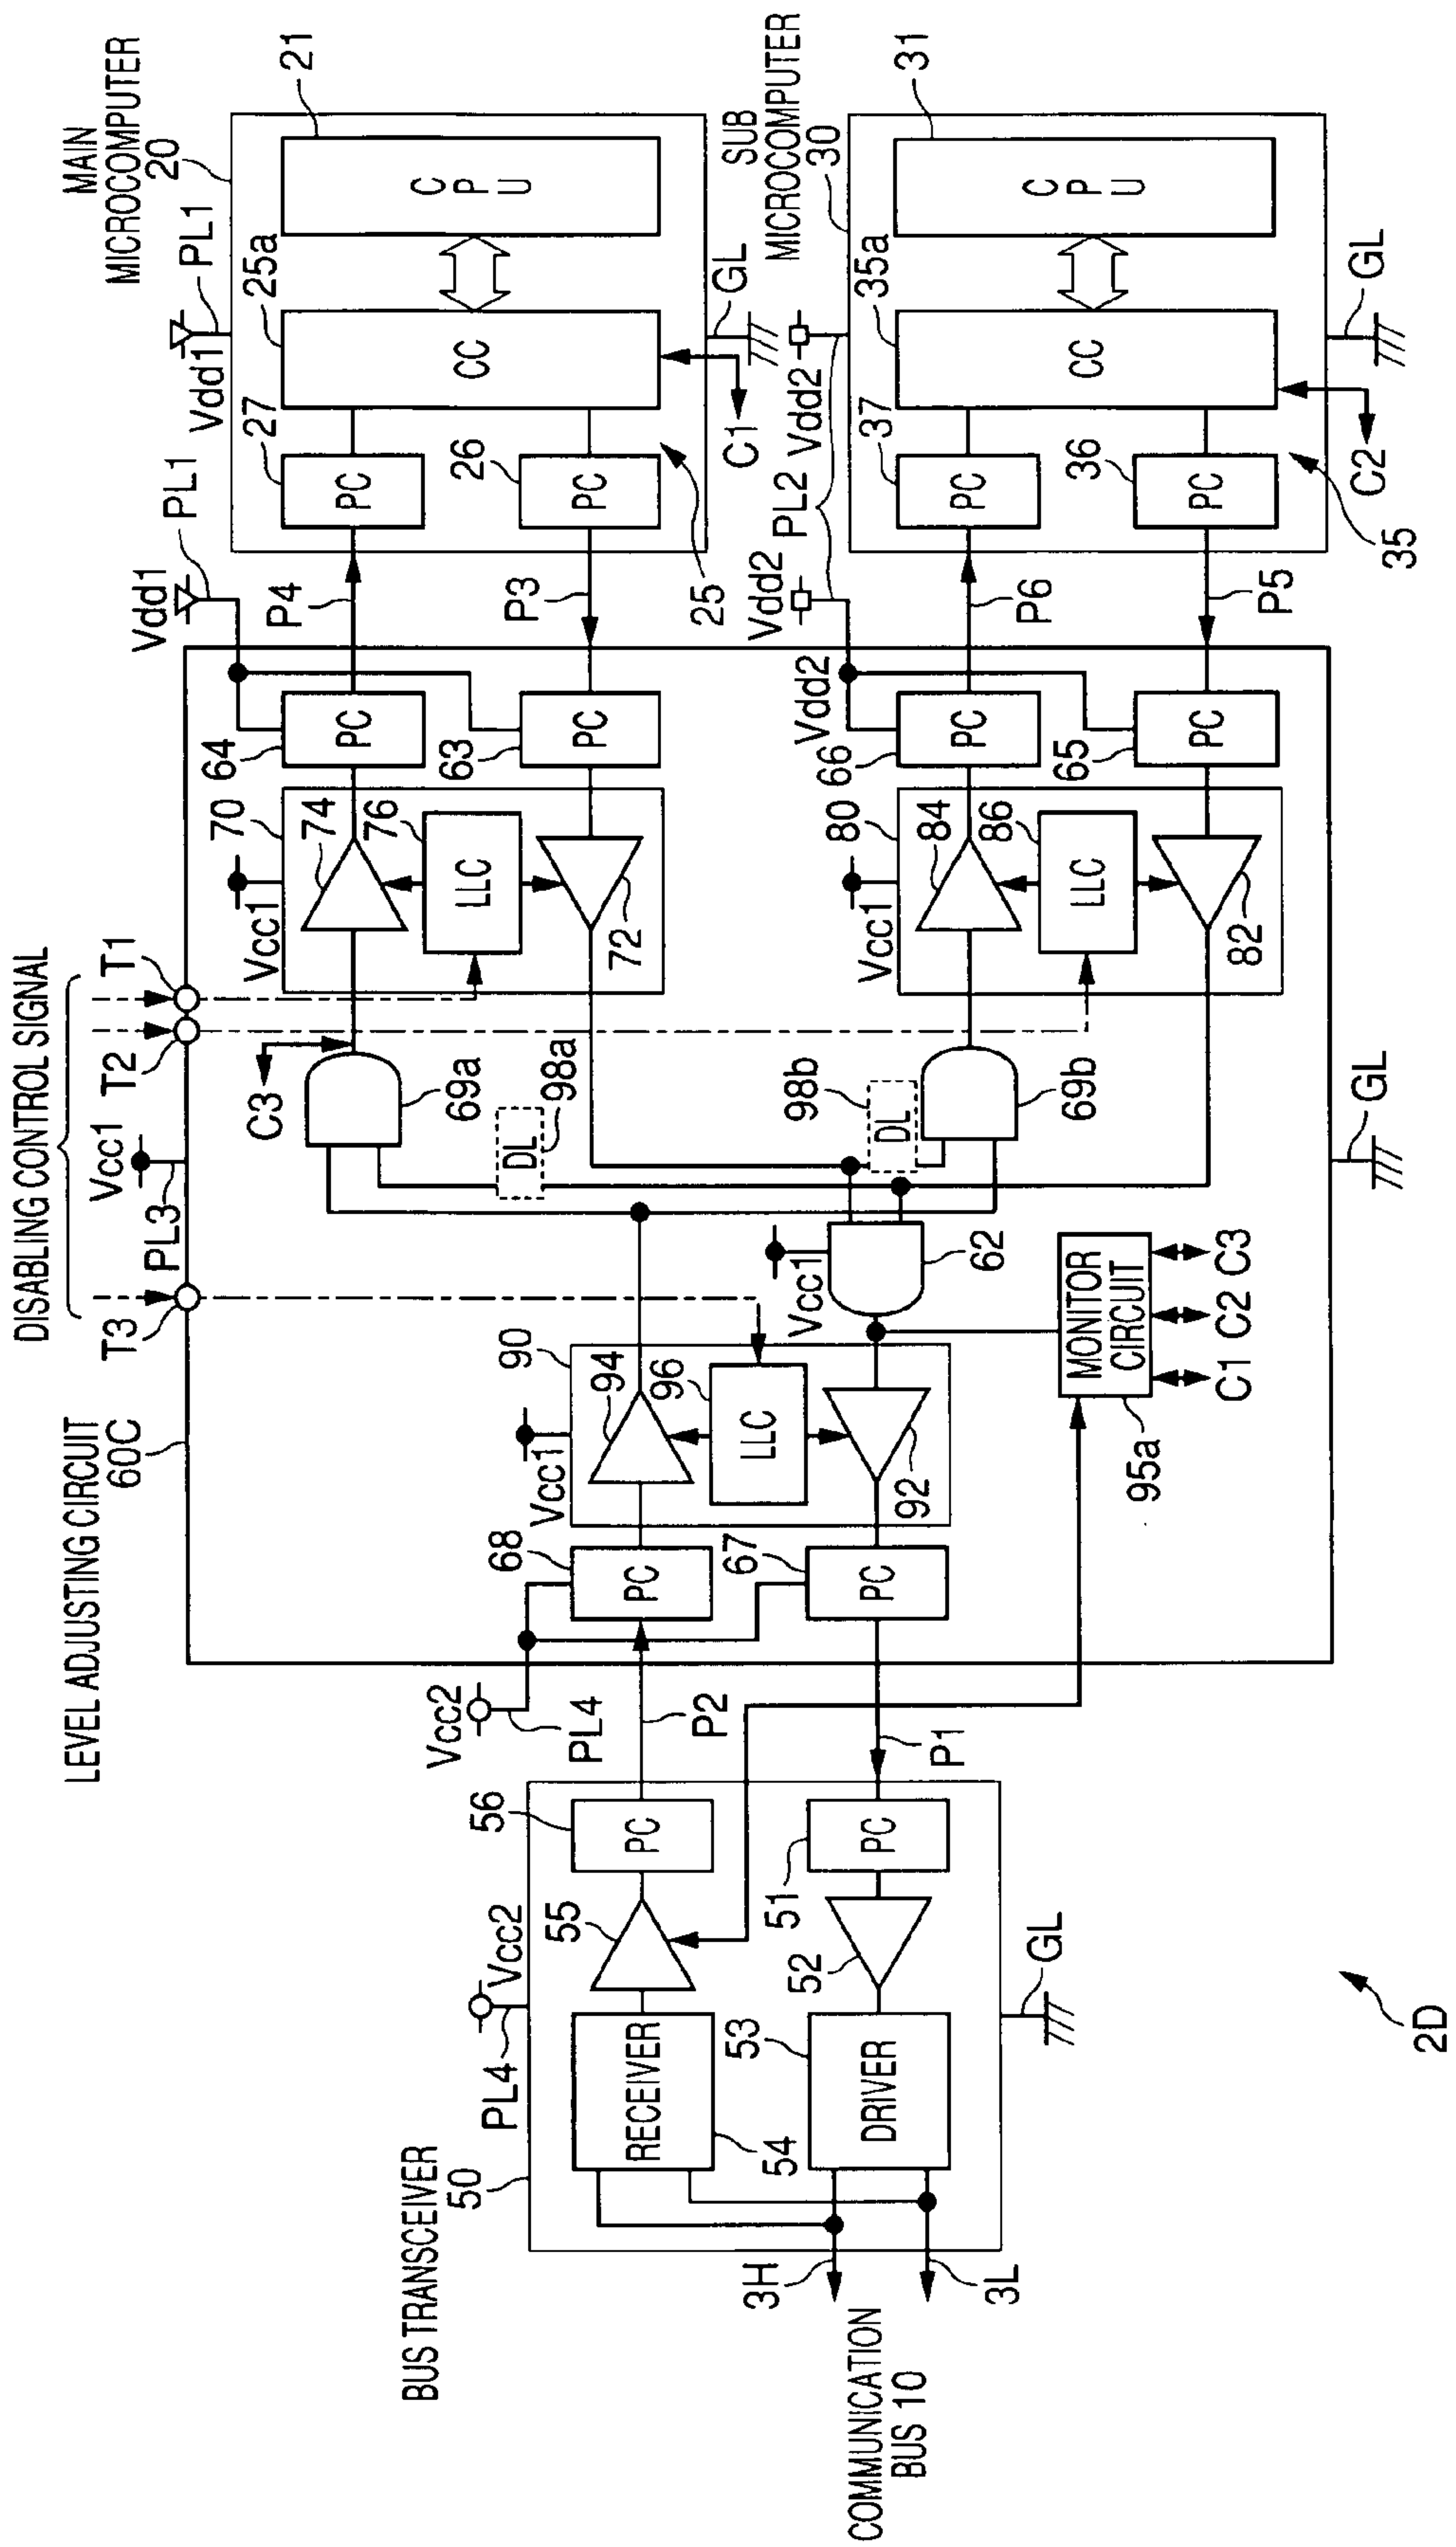 DISABLING CONTROL SIGNAL
LEVEL ADJUSTING CIRCUIT
60C
T3
PL3
Vcc1
T2
T1
BUS TRANSCEIVER
50
PL4
Vcc2
Vcc2
PL4
RECEIVER
54
55
PC
56
P2
68
PC
Vcc1
90
94
96
LLC
92
DRIVER
53
52
PC
51
P1
67
PC
3H
3L
COMMUNICATION
BUS 10
GL
C3
69a
DL
98a
Vcc1
70
74
76
LLC
72
64
PC
63
PC
Vdd1
PL1
P4
P3
MAIN
MICROCOMPUTER
20
Vdd1
PL1
27
PC
26
PC
25a
CC
CPU
21
25
C1
GL
Vcc1
62
98b
DL
69b
Vcc1
80
84
86
LLC
82
Vdd2
66
PC
65
PC
Vdd2
PL2
Vdd2
P6
P5
SUB
MICROCOMPUTER
30
37
PC
36
PC
35a
CC
CPU
31
35
C2
GL
MONITOR
CIRCUIT
95a
C1
C2
C3
GL
2D